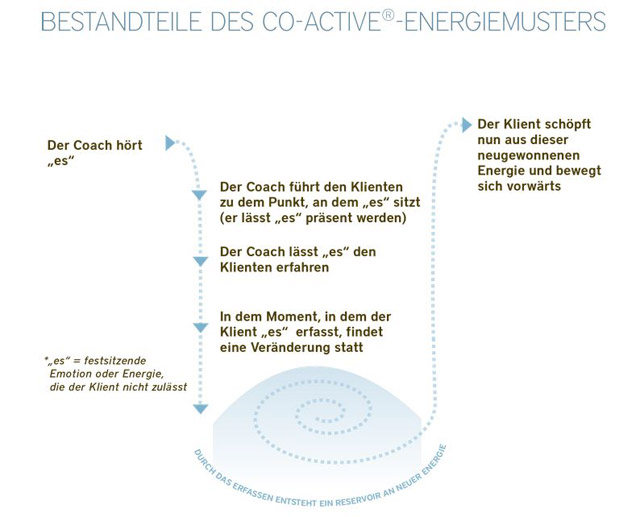 BESTANDTEILE DES CO-ACTIVE®-ENERGIEMUSTERS
Der Coach hört
„es“
Der Coach führt den Klienten
zu dem Punkt, an dem „es“ sitzt
(er lässt „es“ präsent werden)
Der Coach lässt „es“ den
Klienten erfahren
In dem Moment, in dem der
Klient „es“ erfasst, findet
eine Veränderung statt
*„es“ = festsitzende
Emotion oder Energie,
die der Klient nicht zulässt
DURCH DAS ERFASSEN ENTSTEHT EIN RESERVOIR AN NEUER ENERGIE
Der Klient schöpft
nun aus dieser
neugewonnenen
Energie und bewegt
sich vorwärts